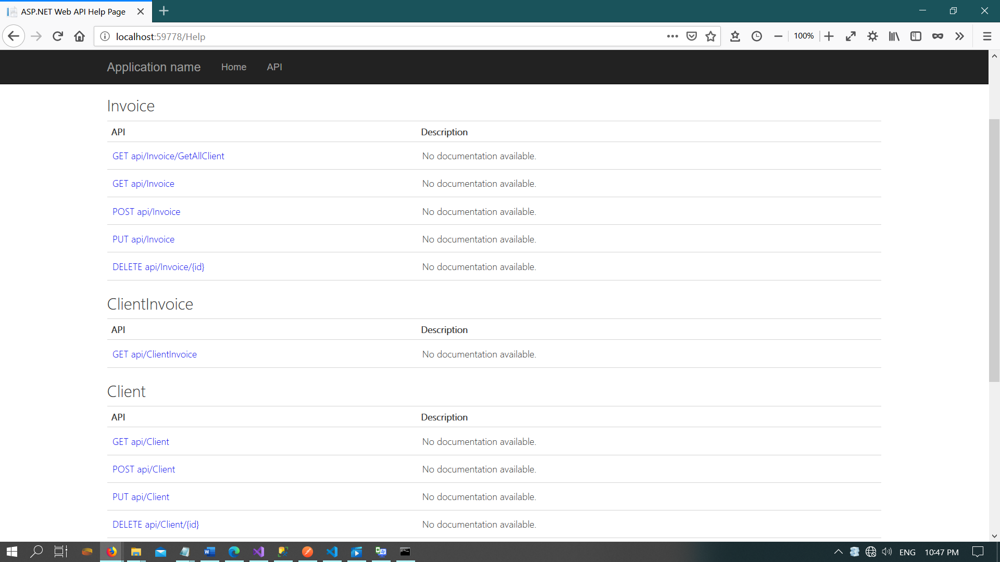 ASP.NET Web API Help Page
localhost:59778/Help
100%
Application name Home API
Invoice
API Description
GET api/Invoice/GetAllClient No documentation available.
GET api/Invoice No documentation available.
POST api/Invoice No documentation available.
PUT api/Invoice No documentation available.
DELETE api/Invoice/{id} No documentation available.
ClientInvoice
API Description
GET api/ClientInvoice No documentation available.
Client
API Description
GET api/Client No documentation available.
POST api/Client No documentation available.
PUT api/Client No documentation available.
DELETE api/Client/{id} No documentation available.
ENG 10:47 PM